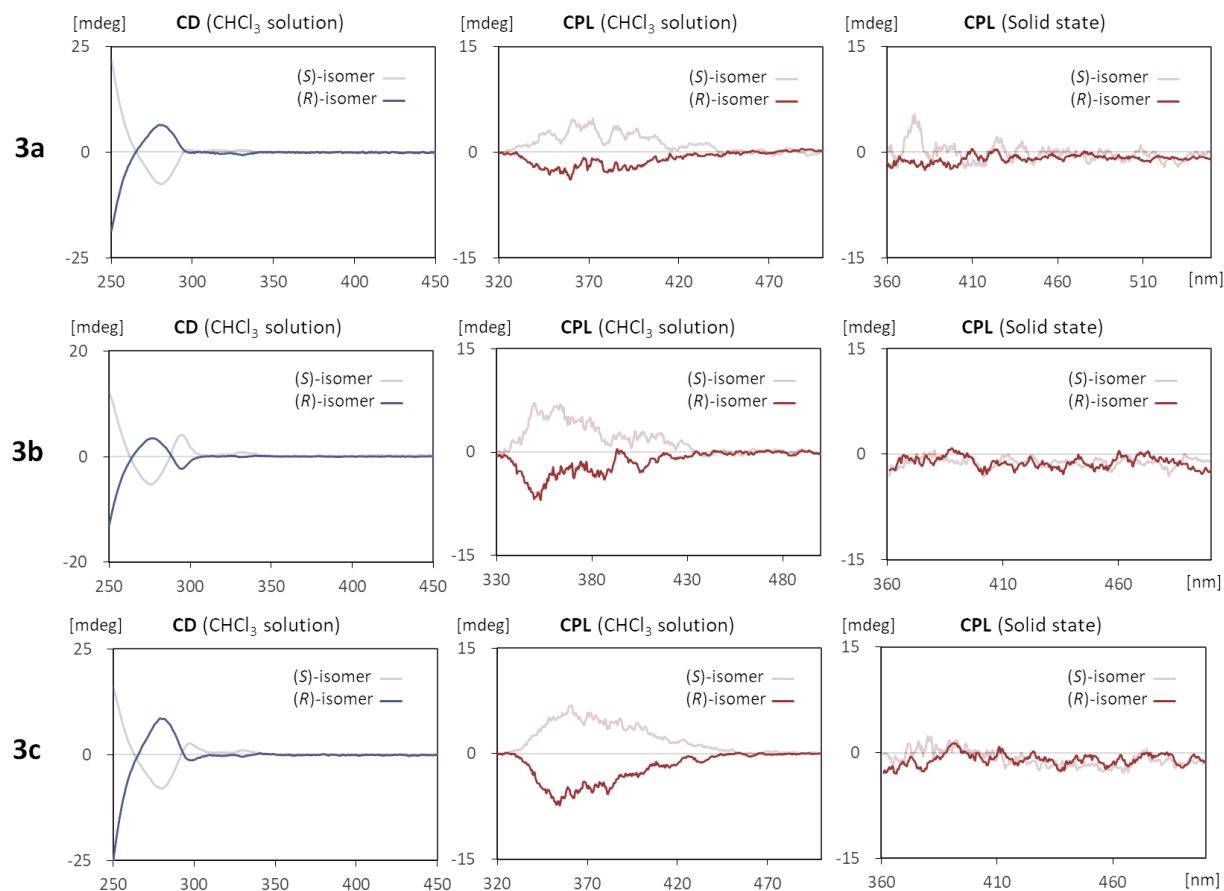 [mdeg] CD (CHCl₃ solution) [mdeg] CPL (CHCl₃ solution) [mdeg] CPL (Solid state)
25 15 15
(S)-isomer (S)-isomer (S)-isomer
(R)-isomer (R)-isomer (R)-isomer
3a 0 0 0
-25 -15 -15
250 300 350 400 450 320 370 420 470 360 410 460 510 [nm]
[mdeg] CD (CHCl₃ solution) [mdeg] CPL (CHCl₃ solution) [mdeg] CPL (Solid state)
20 15 15
(S)-isomer (S)-isomer (S)-isomer
(R)-isomer (R)-isomer (R)-isomer
3b 0 0 0
-20 -15 -15
250 300 350 400 450 330 380 430 480 360 410 460 [nm]
[mdeg] CD (CHCl₃ solution) [mdeg] CPL (CHCl₃ solution) [mdeg] CPL (Solid state)
25 15 15
(S)-isomer (S)-isomer (S)-isomer
(R)-isomer (R)-isomer (R)-isomer
3c 0 0 0
-25 -15 -15
250 300 350 400 450 320 370 420 470 360 410 460 [nm]